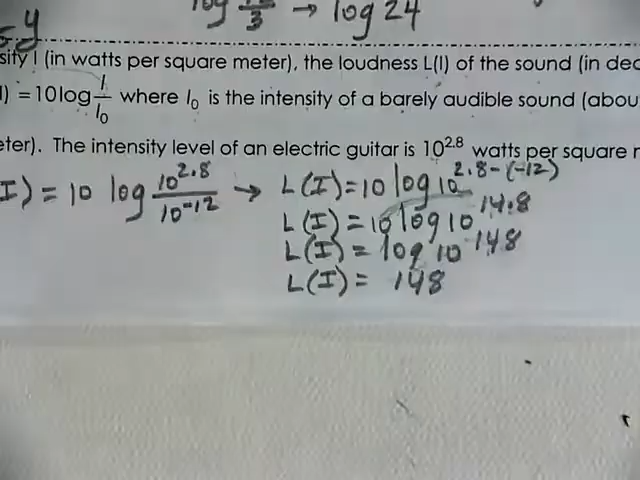 log 72/3 → log 24
=y
sity I (in watts per square meter), the loudness L(I) of the sound (in dec
I) = 10log I/I₀ where I₀ is the intensity of a barely audible sound (abou
eter). The intensity level of an electric guitar is 10^2.8 watts per square m
I) = 10 log 10^2.8/10^-12 → L(I) = 10 log 10^2.8-(-12)
L(I) = 10 log 10^14.8
L(I) = log 10^148
L(I) = 148